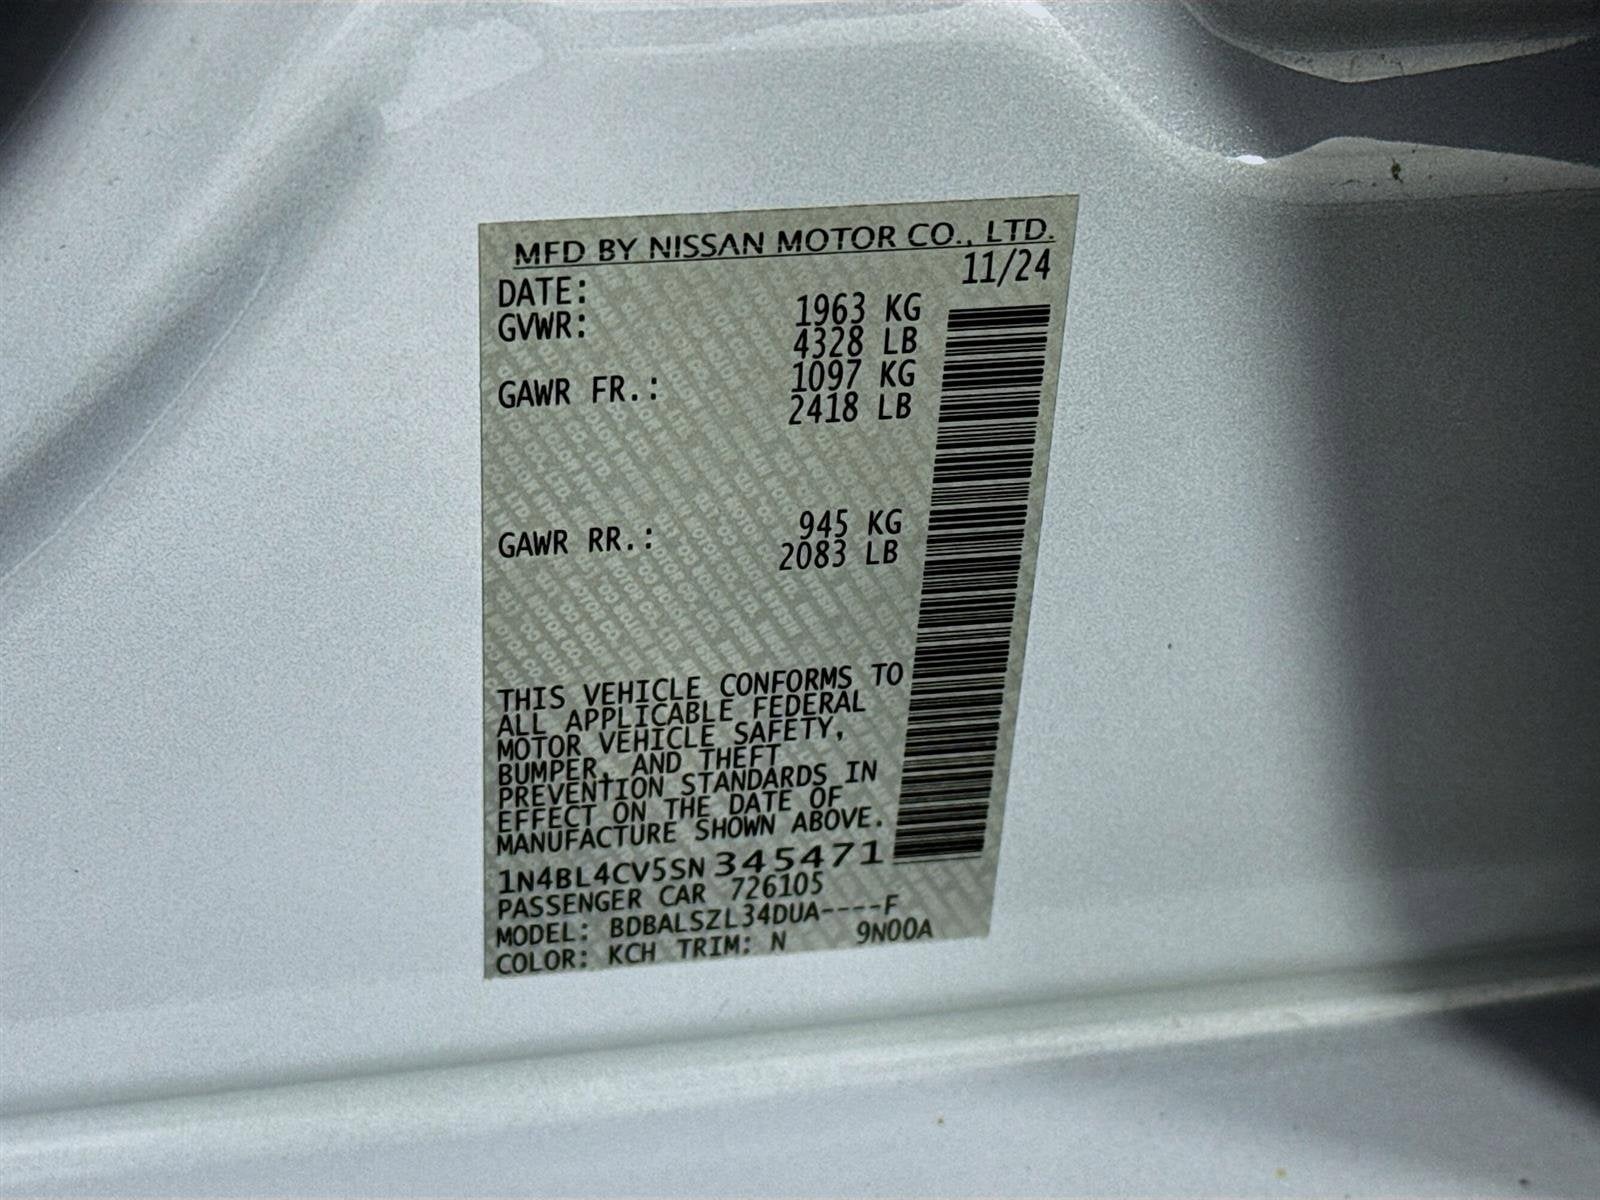 MFD BY NISSAN MOTOR CO., LTD.
DATE: 11/24
GVWR: 1963 KG
4328 LB
GAWR FR.: 1097 KG
2418 LB
GAWR RR.: 945 KG
2083 LB
THIS VEHICLE CONFORMS TO
ALL APPLICABLE FEDERAL
MOTOR VEHICLE SAFETY,
BUMPER, AND THEFT
PREVENTION STANDARDS IN
EFFECT ON THE DATE OF
MANUFACTURE SHOWN ABOVE.
1N4BL4CV5SN345471
PASSENGER CAR 726105
MODEL: BDBALSZL34DUA----F
COLOR: KCH TRIM: N 9N00A